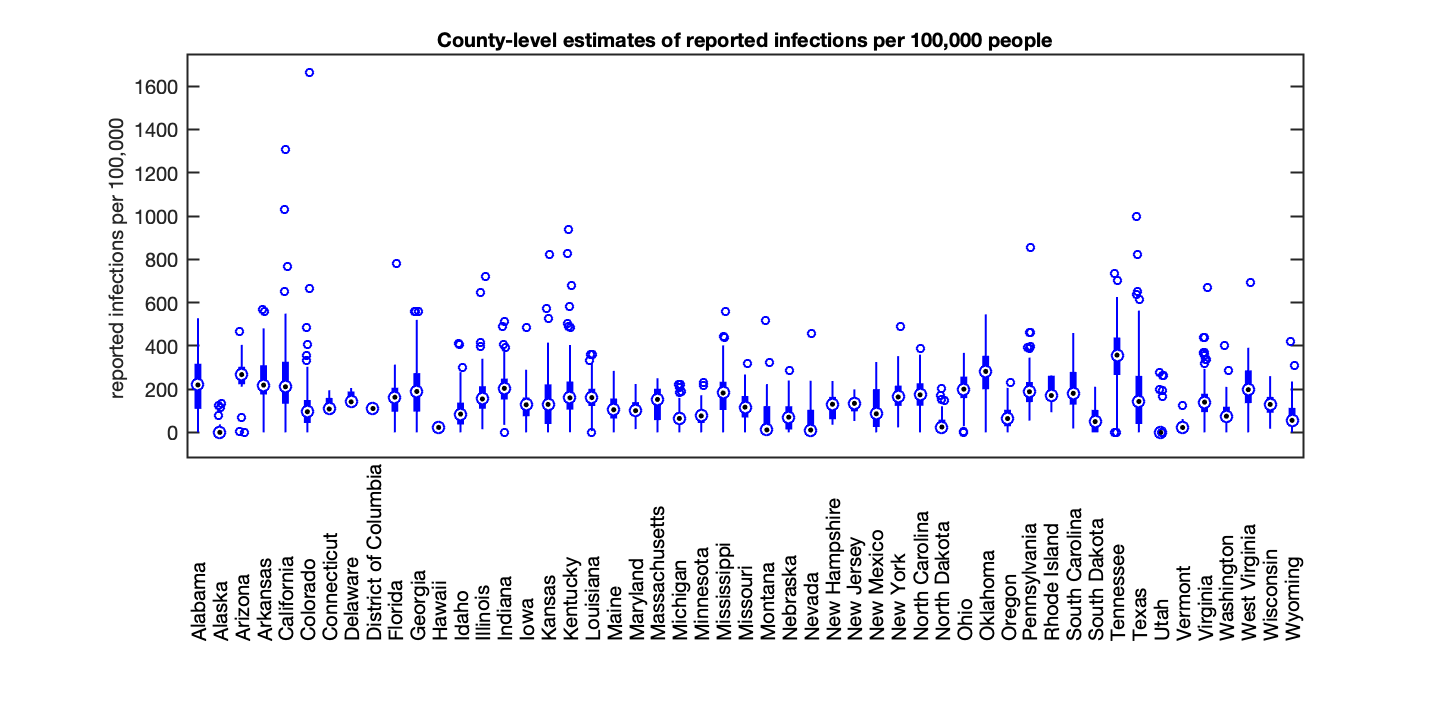 County-level estimates of reported infections per 100,000 people
reported infections per 100,000
1600
1400
1200
1000
800
600
400
200
0
Alabama
Alaska
Arizona
Arkansas
California
Colorado
Connecticut
Delaware
District of Columbia
Florida
Georgia
Hawaii
Idaho
Illinois
Indiana
Iowa
Kansas
Kentucky
Louisiana
Maine
Maryland
Massachusetts
Michigan
Minnesota
Mississippi
Missouri
Montana
Nebraska
Nevada
New Hampshire
New Jersey
New Mexico
New York
North Carolina
North Dakota
Ohio
Oklahoma
Oregon
Pennsylvania
Rhode Island
South Carolina
South Dakota
Tennessee
Texas
Utah
Vermont
Virginia
Washington
West Virginia
Wisconsin
Wyoming